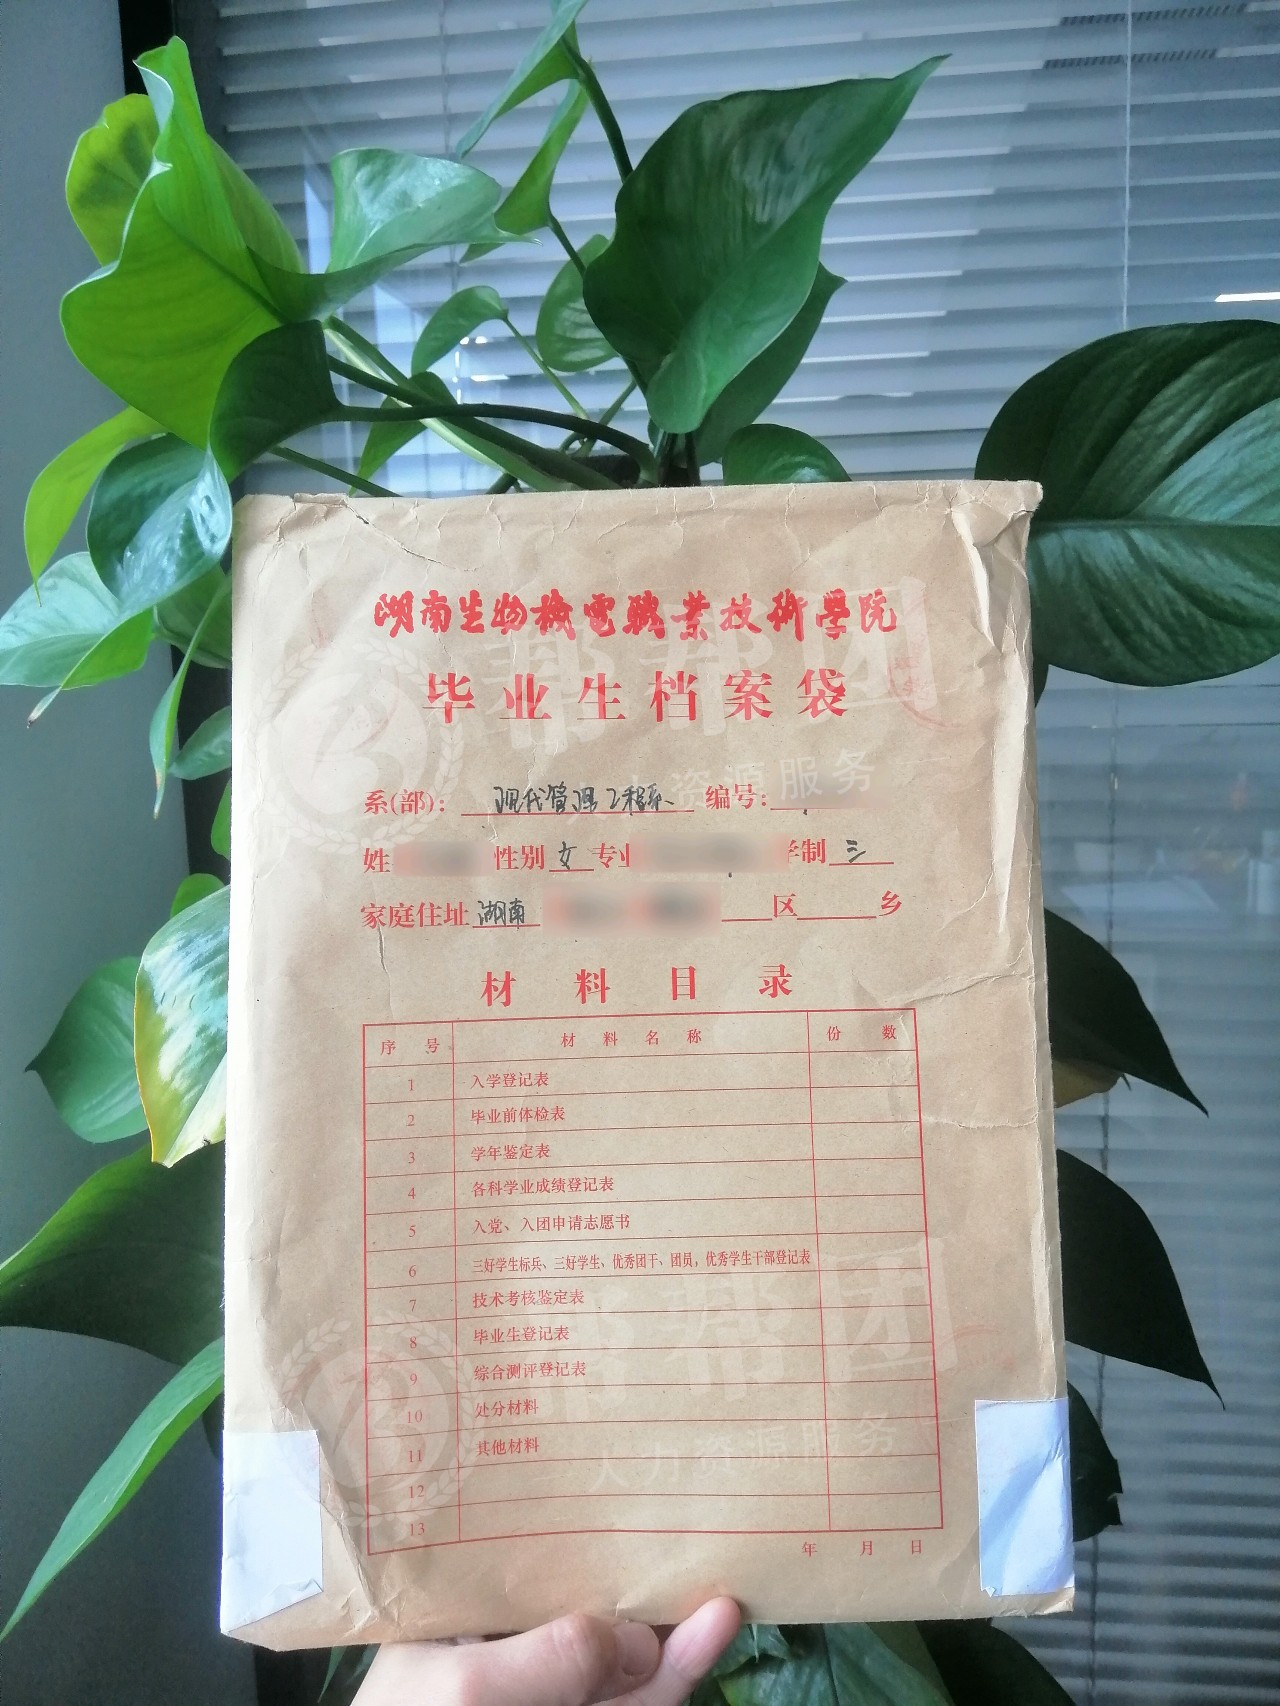 湖南生物機電職業技術學院
毕业生档案袋
系(部): 现代管理工程系 编号:
姓 性别 女 专业 学制 三
家庭住址 湖南 区 乡
材料目录
序号 材料名称 份数
1 入学登记表
2 毕业前体检表
3 学年鉴定表
4 各科学业成绩登记表
5 入党、入团申请志愿书
6 三好学生标兵、三好学生、优秀团干、团员,优秀学生干部登记表
7 技术考核鉴定表
8 毕业生登记表
9 综合测评登记表
10 处分材料
11 其他材料
12
13
年 月 日
帮帮团
人力资源服务
帮帮团
人力资源服务